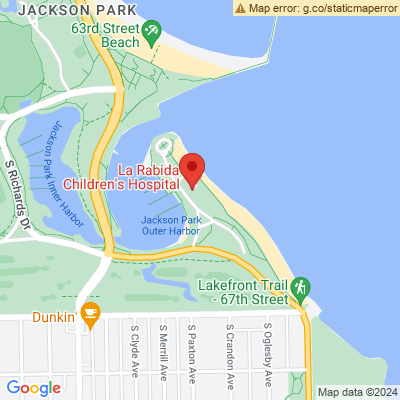 Map error: g.co/staticmaperror
JACKSON PARK
63rd Street
Beach
Jackson
Park Inner Harbor
S Richards Dr
La Rabida
Children's Hospital
Jackson Park
Outer Harbor
Lakefront Trail
- 67th Street
Dunkin'
S Clyde Ave
S Merrill Ave
S Paxton Ave
S Crandon Ave
S Oglesby Ave
Google
Map data ©2024